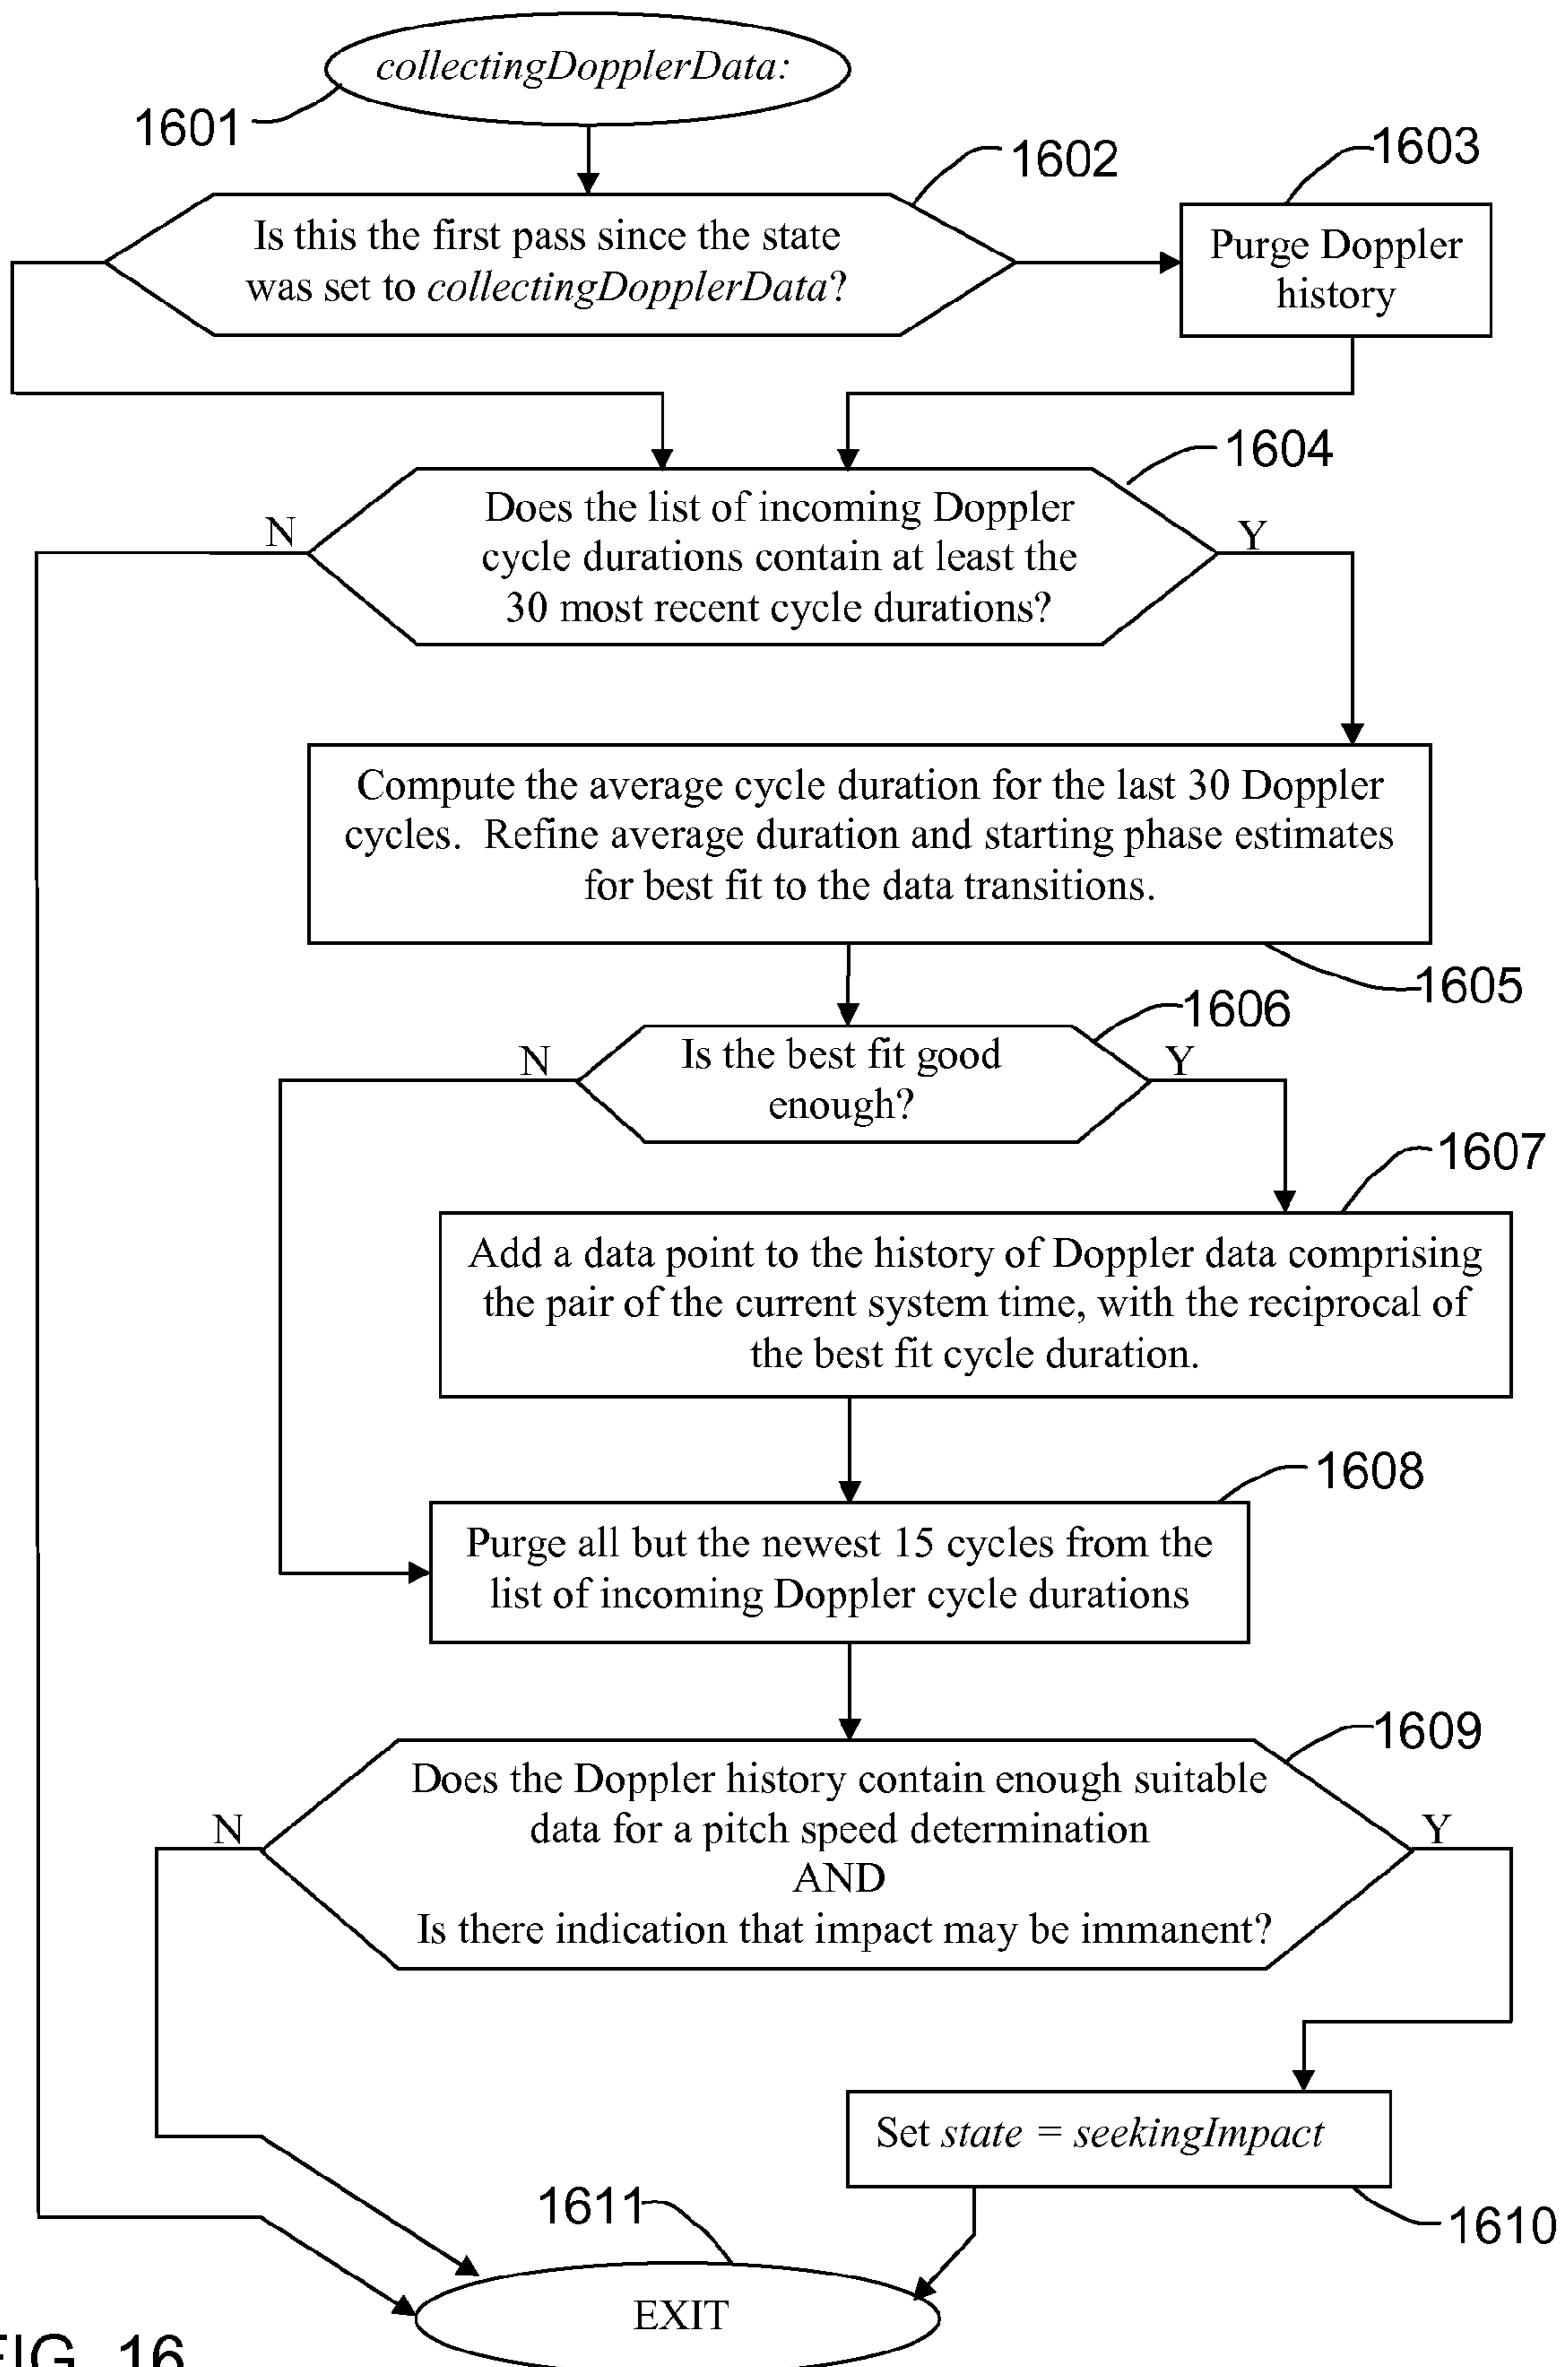 collectingDopplerData:
1601
1602
1603
Is this the first pass since the state
was set to collectingDopplerData?
Purge Doppler
history
1604
N
Y
Does the list of incoming Doppler
cycle durations contain at least the
30 most recent cycle durations?
Compute the average cycle duration for the last 30 Doppler
cycles. Refine average duration and starting phase estimates
for best fit to the data transitions.
1605
1606
N
Y
Is the best fit good
enough?
1607
Add a data point to the history of Doppler data comprising
the pair of the current system time, with the reciprocal of
the best fit cycle duration.
1608
Purge all but the newest 15 cycles from the
list of incoming Doppler cycle durations
1609
N
Y
Does the Doppler history contain enough suitable
data for a pitch speed determination
AND
Is there indication that impact may be immanent?
Set state = seekingImpact
1610
1611
EXIT
FIG. 16